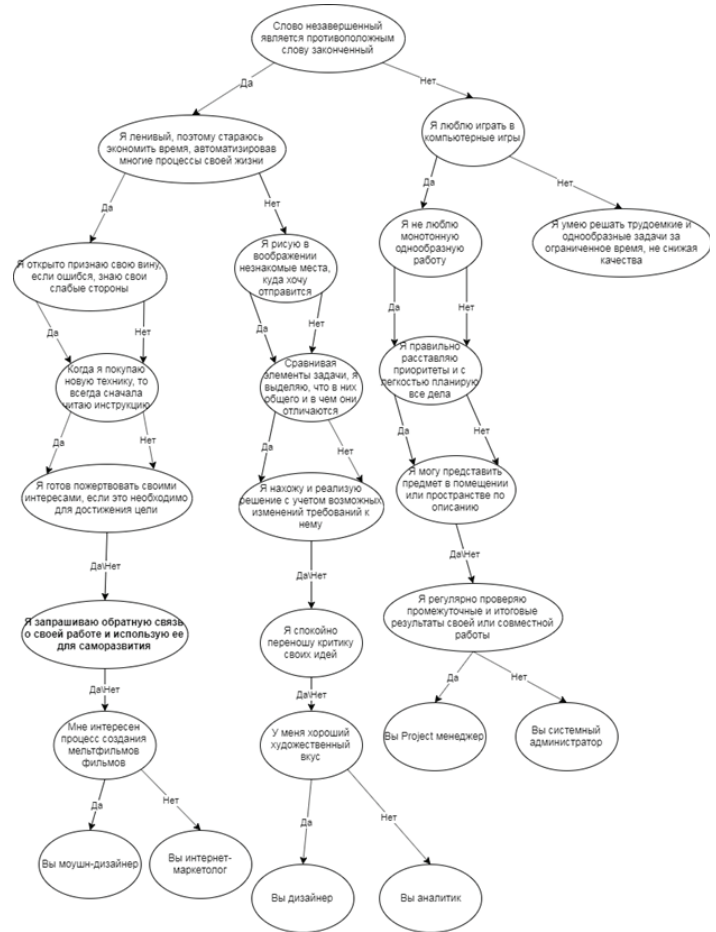 Слово незавершенный
является противоположным
слову законченный
Да
Нет
Я ленивый, поэтому стараюсь
экономить время, автоматизировав
многие процессы своей жизни
Я люблю играть в
компьютерные игры
Да
Нет
Да
Нет
Я открыто признаю свою вину,
если ошибся, знаю свои
слабые стороны
Я рисую в
воображении
незнакомые места,
куда хочу
отправится
Я не люблю
монотонную
однообразную
работу
Я умею решать трудоемкие и
однообразные задачи за
ограниченное время, не снижая
качества
Да
Нет
Да
Нет
Да
Нет
Когда я покупаю
новую технику, то
всегда сначала
читаю инструкцию
Сравнивая
элементы задачи, я
выделяю, что в них
общего и в чем они
отличаются
Я правильно
расставляю
приоритеты и с
легкостью планирую
все дела
Да
Нет
Да
Нет
Да
Нет
Я готов пожертвовать своими
интересами, если это необходимо
для достижения цели
Я нахожу и реализую
решение с учетом возможных
изменений требований к
нему
Я могу представить
предмет в помещении
или пространстве по
описанию
Да\Нет
Да\Нет
Да\Нет
Я запрашиваю обратную связь
о своей работе и использую ее
для саморазвития
Я спокойно
переношу критику
своих идей
Я регулярно проверяю
промежуточные и итоговые
результаты своей или совместной
работы
Да\Нет
Да\Нет
Да
Нет
Мне интересен
процесс создания
мельтфильмов
фильмов
У меня хороший
художественный
вкус
Вы Project менеджер
Вы системный
администратор
Да
Нет
Да
Нет
Вы моушн-дизайнер
Вы интернет-
маркетолог
Вы дизайнер
Вы аналитик